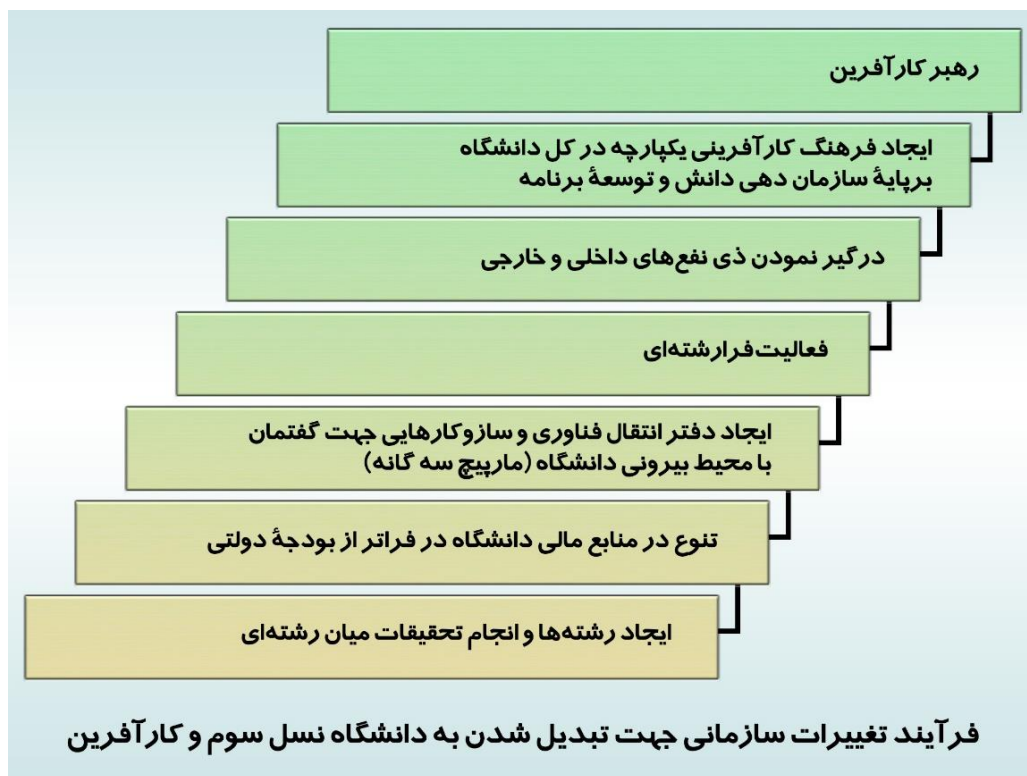 رهبر کارآفرین
ایجاد فرهنگ کارآفرینی یکپارچه در کل دانشگاه
برپایهٔ سازمان دهی دانش و توسعهٔ برنامه
درگیر نمودن ذی نفع‌های داخلی و خارجی
فعالیت فرارشته‌ای
ایجاد دفتر انتقال فناوری و سازوکارهایی جهت گفتمان
با محیط بیرونی دانشگاه (مارپیچ سه گانه)
تنوع در منابع مالی دانشگاه در فراتر از بودجهٔ دولتی
ایجاد رشته‌ها و انجام تحقیقات میان رشته‌ای
فرآیند تغییرات سازمانی جهت تبدیل شدن به دانشگاه نسل سوم و کارآفرین